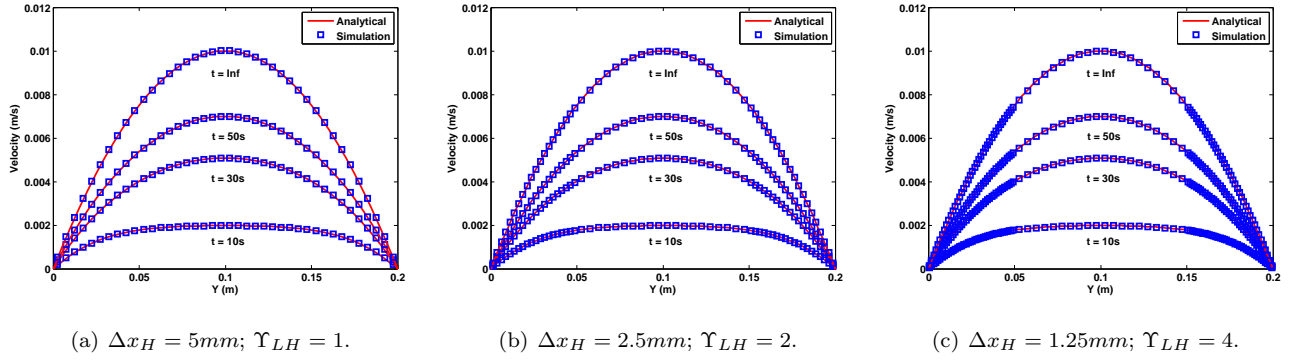 0.012
0.01
0.008
0.006
0.004
0.002
0
0 0.05 0.1 0.15 0.2
Velocity (m/s)
Y (m)
Analytical
Simulation
t = Inf
t = 50s
t = 30s
t = 10s
(a) Δx_H = 5mm; ϒ_LH = 1.
0.012
0.01
0.008
0.006
0.004
0.002
0
0 0.05 0.1 0.15 0.2
Velocity (m/s)
Y (m)
Analytical
Simulation
t = Inf
t = 50s
t = 30s
t = 10s
(b) Δx_H = 2.5mm; ϒ_LH = 2.
0.012
0.01
0.008
0.006
0.004
0.002
0
0 0.05 0.1 0.15 0.2
Velocity (m/s)
Y (m)
Analytical
Simulation
t = Inf
t = 50s
t = 30s
t = 10s
(c) Δx_H = 1.25mm; ϒ_LH = 4.